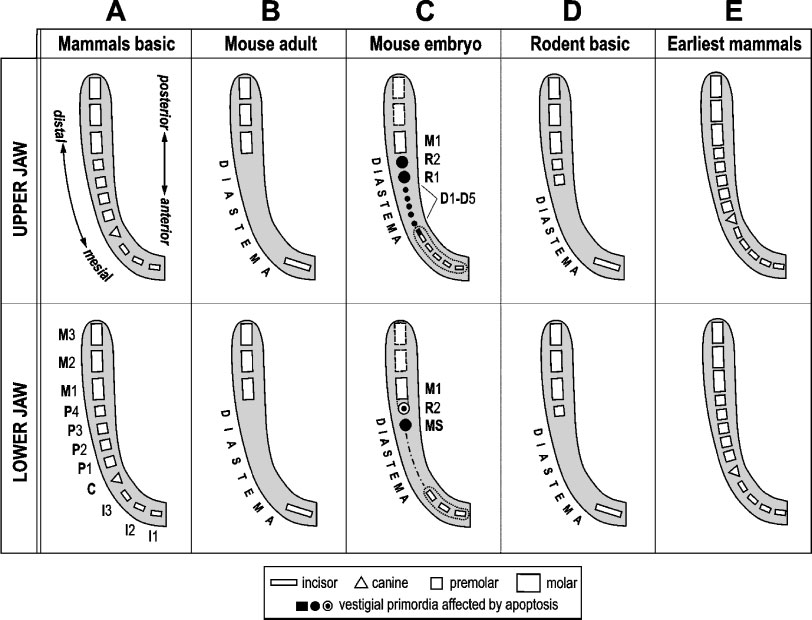 A B C D E
Mammals basic Mouse adult Mouse embryo Rodent basic Earliest mammals
UPPER JAW
distal
mesial
posterior
anterior
DIASTEMA
DIASTEMA
M1
R2
R1
D1-D5
DIASTEMA
LOWER JAW
M3
M2
M1
P4
P3
P2
P1
C
I3
I2
I1
DIASTEMA
DIASTEMA
M1
R2
MS
DIASTEMA
incisor canine premolar molar
vestigial primordia affected by apoptosis